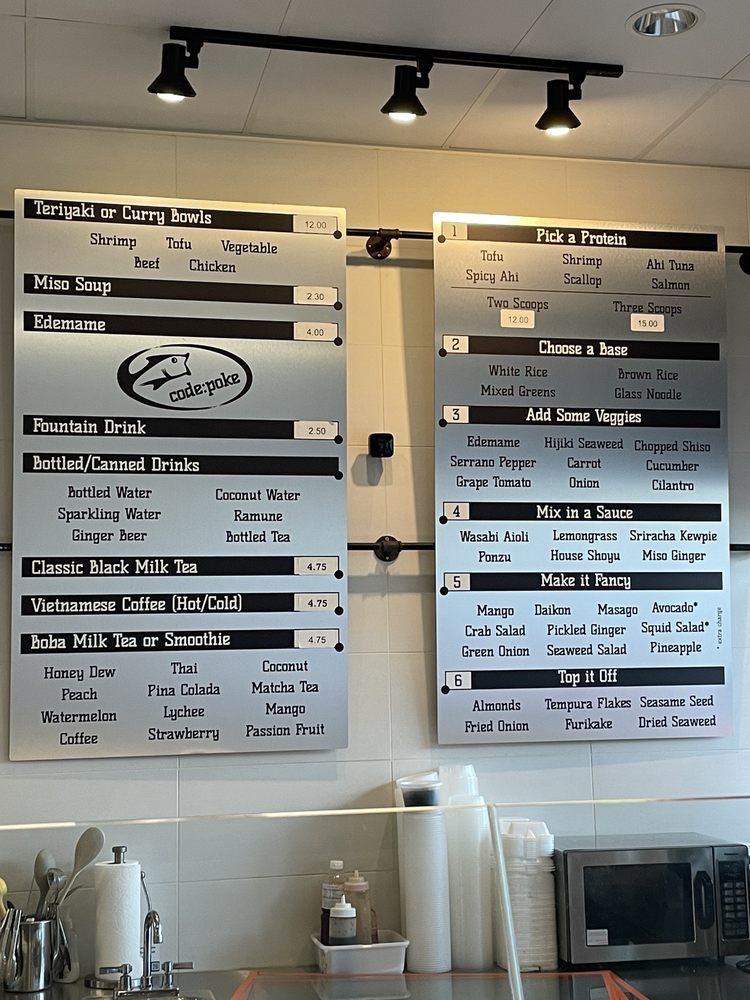 Teriyaki or Curry Bowls 12.00
Shrimp Tofu Vegetable
Beef Chicken
Miso Soup 2.30
Edemame 4.00
code:poke
Fountain Drink 2.50
Bottled/Canned Drinks
Bottled Water Coconut Water
Sparkling Water Ramune
Ginger Beer Bottled Tea
Classic Black Milk Tea 4.75
Vietnamese Coffee (Hot/Cold) 4.75
Boba Milk Tea or Smoothie 4.75
Honey Dew Thai Coconut
Peach Pina Colada Matcha Tea
Watermelon Lychee Mango
Coffee Strawberry Passion Fruit
1 Pick a Protein
Tofu Shrimp Ahi Tuna
Spicy Ahi Scallop Salmon
Two Scoops Three Scoops
12.00 15.00
2 Choose a Base
White Rice Brown Rice
Mixed Greens Glass Noodle
3 Add Some Veggies
Edemame Hijiki Seaweed Chopped Shiso
Serrano Pepper Carrot Cucumber
Grape Tomato Onion Cilantro
4 Mix in a Sauce
Wasabi Aioli Lemongrass Sriracha Kewpie
Ponzu House Shoyu Miso Ginger
5 Make it Fancy
Mango Daikon Masago Avocado*
Crab Salad Pickled Ginger Squid Salad*
Green Onion Seaweed Salad Pineapple
* extra charge
6 Top it Off
Almonds Tempura Flakes Seasame Seed
Fried Onion Furikake Dried Seaweed